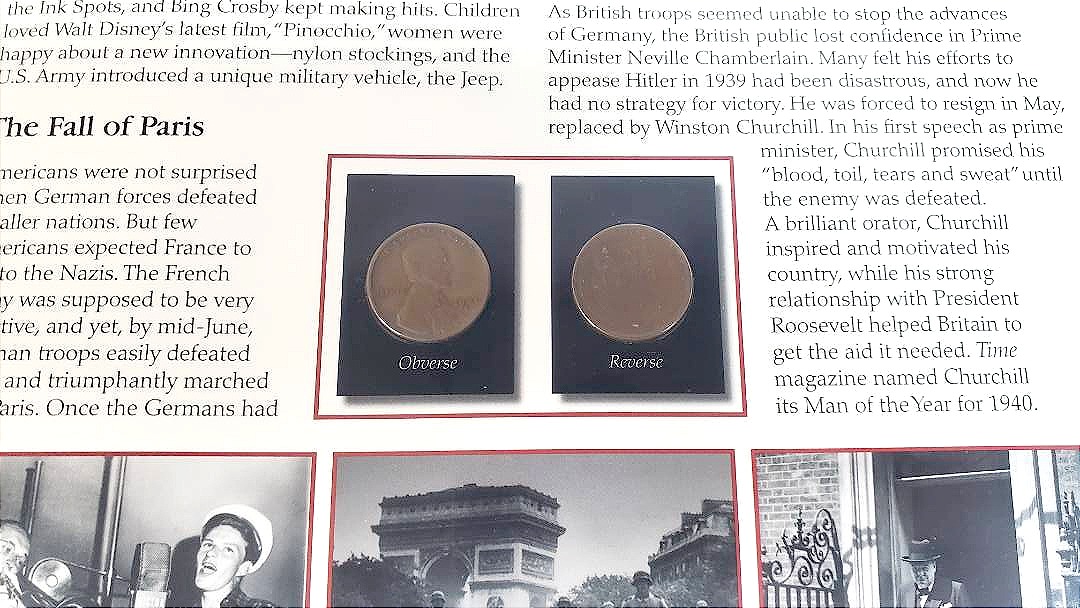 the Ink Spots, and Bing Crosby kept making hits. Children
loved Walt Disney's latest film, "Pinocchio," women were
happy about a new innovation—nylon stockings, and the
U.S. Army introduced a unique military vehicle, the Jeep.
The Fall of Paris
mericans were not surprised
hen German forces defeated
aller nations. But few
ericans expected France to
to the Nazis. The French
y was supposed to be very
tive, and yet, by mid-June,
man troops easily defeated
and triumphantly marched
Paris. Once the Germans had
As British troops seemed unable to stop the advances
of Germany, the British public lost confidence in Prime
Minister Neville Chamberlain. Many felt his efforts to
appease Hitler in 1939 had been disastrous, and now he
had no strategy for victory. He was forced to resign in May,
replaced by Winston Churchill. In his first speech as prime
minister, Churchill promised his
"blood, toil, tears and sweat" until
the enemy was defeated.
A brilliant orator, Churchill
inspired and motivated his
country, while his strong
relationship with President
Roosevelt helped Britain to
get the aid it needed. Time
magazine named Churchill
its Man of the Year for 1940.
Obverse
Reverse